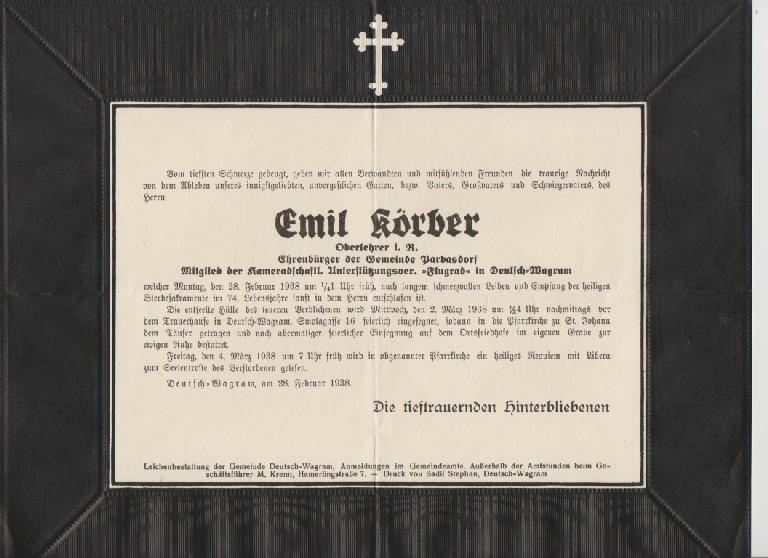 Vom tiefsten Schmerze gebeugt, geben wir allen Verwandten und mitfühlenden Freunden die traurige Nachricht
von dem Ableben unseres innigstgeliebten, unvergeßlichen Gatten, bezw. Vaters, Großvaters und Schwiegervaters, des
Herrn
Emil Körber
Oberlehrer i. R.
Ehrenbürger der Gemeinde Parbasdorf
Mitglied der Kameradschaftl. Unterstützungsver. »Flugrad« in Deutsch-Wagram
welcher Montag, den 28. Februar 1938 um ¼1 Uhr früh, nach langem schmerzvollen Leiden und Empfang der heiligen
Sterbesakramente im 74. Lebensjahre sanft in dem Herrn entschlafen ist.
Die entseelte Hülle des teueren Verblichenen wird Mittwoch, den 2. März 1938 um ¾4 Uhr nachmittags vor
dem Trauerhause in Deutsch-Wagram, 16 feierlich eingesegnet, sodann in die Pfarrkirche zu St. Johann
dem Täufer getragen und nach abermaliger feierlicher Einsegnung auf dem Ortsfriedhofe im eigenen Grabe zur
ewigen Ruhe bestattet.
Freitag, den 4. März 1938 um 7 Uhr früh wird in obgenannter Pfarrkirche ein heiliges Requiem mit Libera
zum Seelentroste des Verstorbenen gelesen.
Deutsch-Wagram, am 28. Februar 1938.
Die tieftrauernden Hinterbliebenen
Leichenbestattung der Gemeinde Deutsch-Wagram, Anmeldungen im Gemeindeamte. Außerhalb der Amtstunden beim Ge-
schäftsführer M. Krenn, Hamerlingstraße 7. — Druck von Sadil Stephan, Deutsch-Wagram